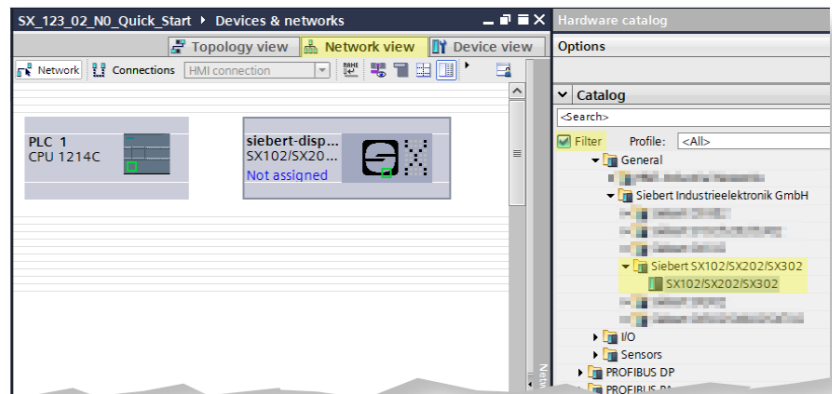 SX_123_02_N0_Quick_Start ▸ Devices & networks
Topology view
Network view
Device view
Network
Connections
HMI connection
PLC 1
CPU 1214C
siebert-disp...
SX102/SX20...
Not assigned
Hardware catalog
Options
Catalog
<Search>
Filter
Profile:
<All>
General
Siebert Industrieelektronik GmbH
Siebert SX102/SX202/SX302
SX102/SX202/SX302
I/O
Sensors
PROFIBUS DP